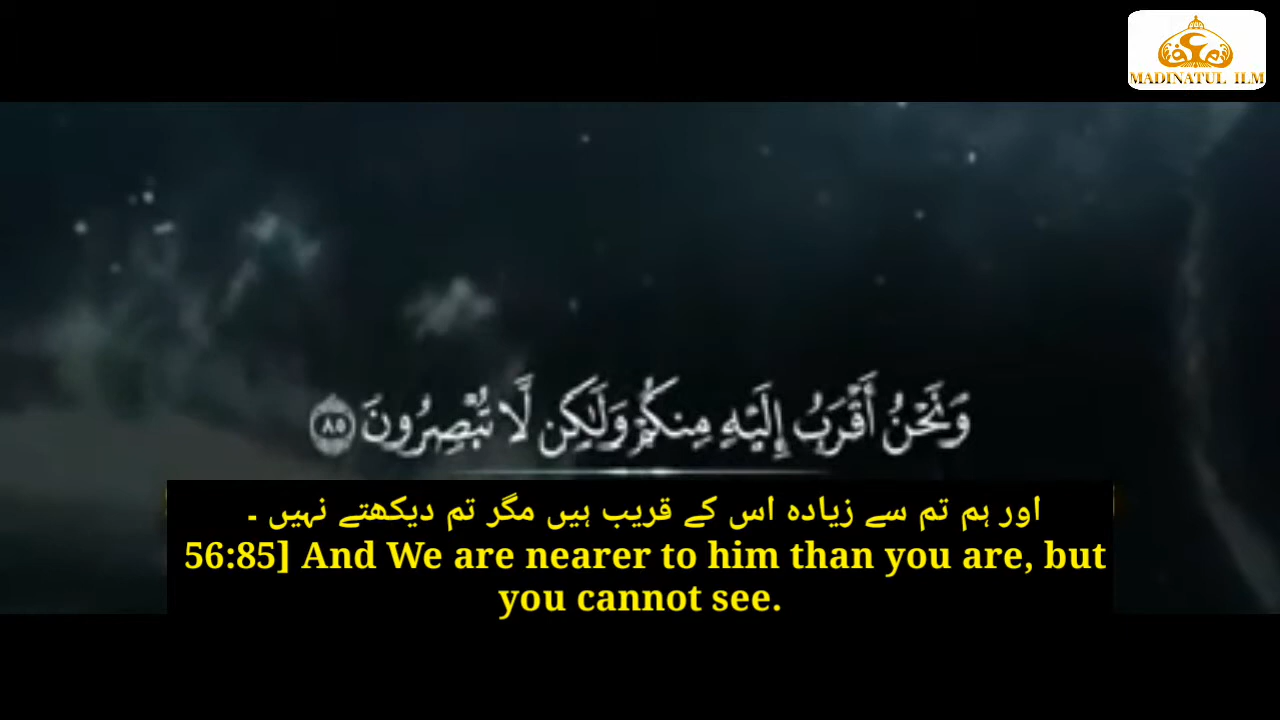 MADINATUL ILM
وَنَحْنُ أَقْرَبُ إِلَيْهِ مِنكُمْ وَلَٰكِن لَّا تُبْصِرُونَ ٨٥
اور ہم تم سے زیادہ اس کے قریب ہیں مگر تم دیکھتے نہیں ۔
56:85] And We are nearer to him than you are, but
you cannot see.